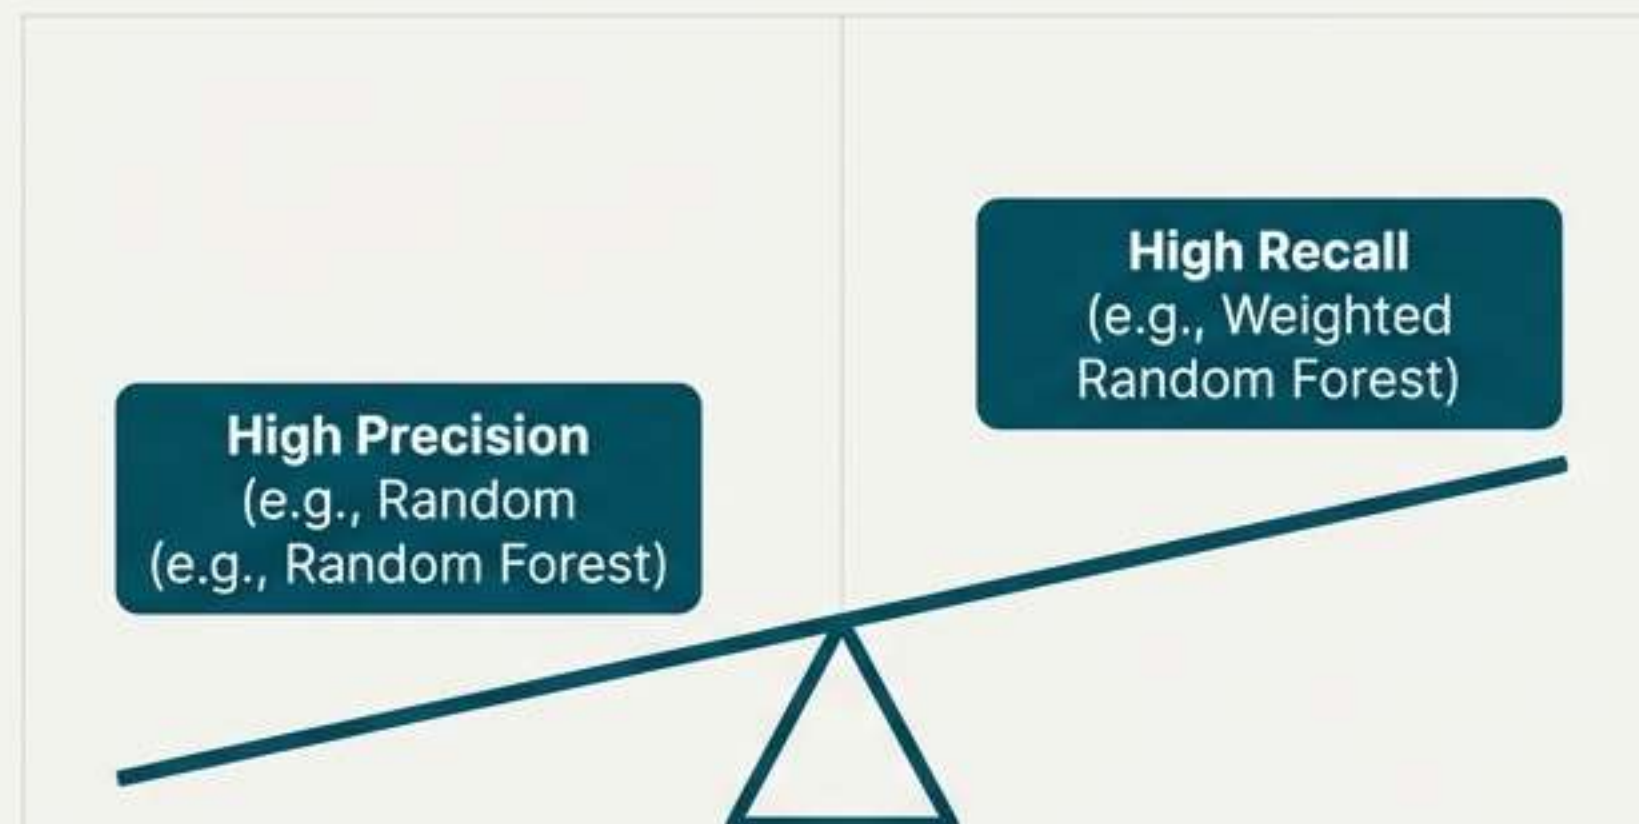 High Precision
(e.g., Random
(e.g., Random Forest)
High Recall
(e.g., Weighted
Random Forest)